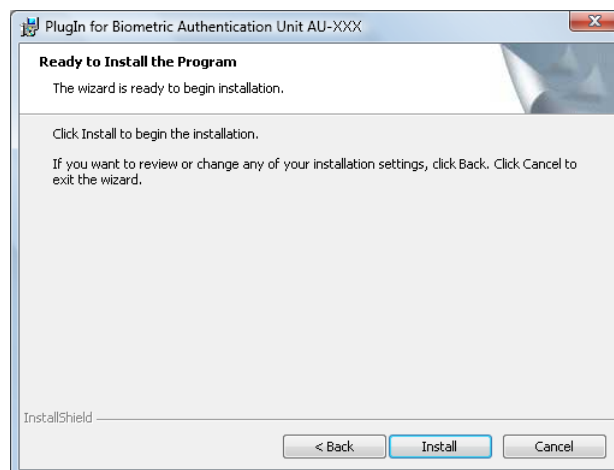 PlugIn for Biometric Authentication Unit AU-XXX
Ready to Install the Program
The wizard is ready to begin installation.
Click Install to begin the installation.
If you want to review or change any of your installation settings, click Back. Click Cancel to
exit the wizard.
InstallShield
< Back Install Cancel